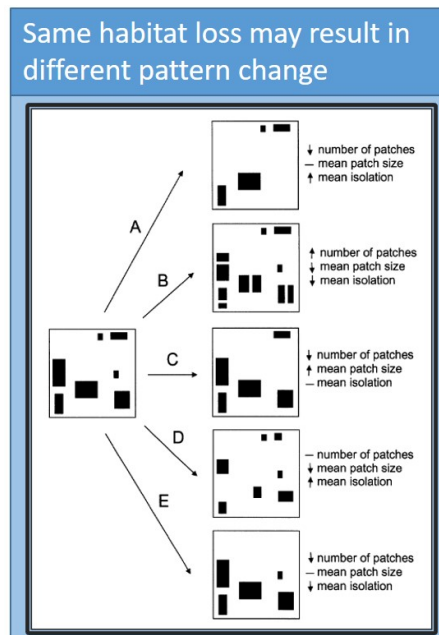 Same habitat loss may result in
different pattern change
A
↓ number of patches
– mean patch size
↑ mean isolation
B
↑ number of patches
↓ mean patch size
↓ mean isolation
C
↓ number of patches
↑ mean patch size
– mean isolation
D
– number of patches
↓ mean patch size
↑ mean isolation
E
↓ number of patches
– mean patch size
↓ mean isolation